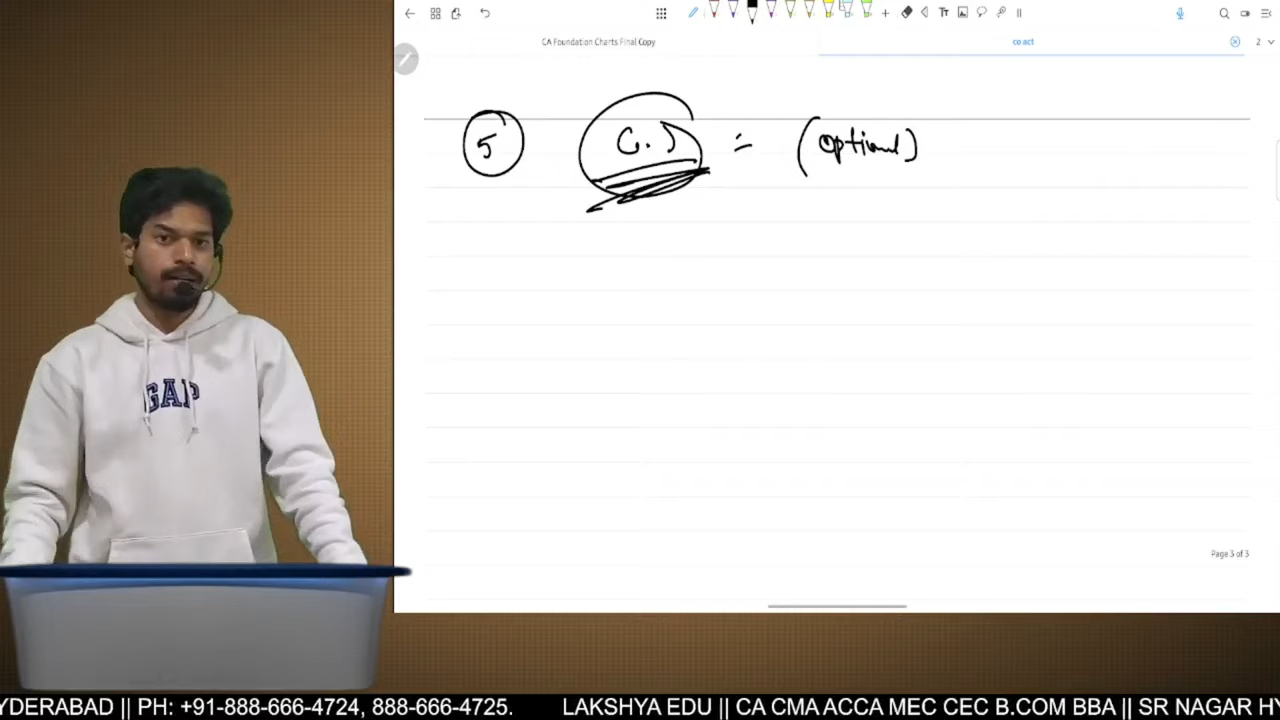 CA Foundation Charts Final Copy
co act
2
5 C.S = (optional)
GAP
Page 3 of 3
YDERABAD || PH: +91-888-666-4724, 888-666-4725. LAKSHYA EDU || CA CMA ACCA MEC CEC B.COM BBA || SR NAGAR HY